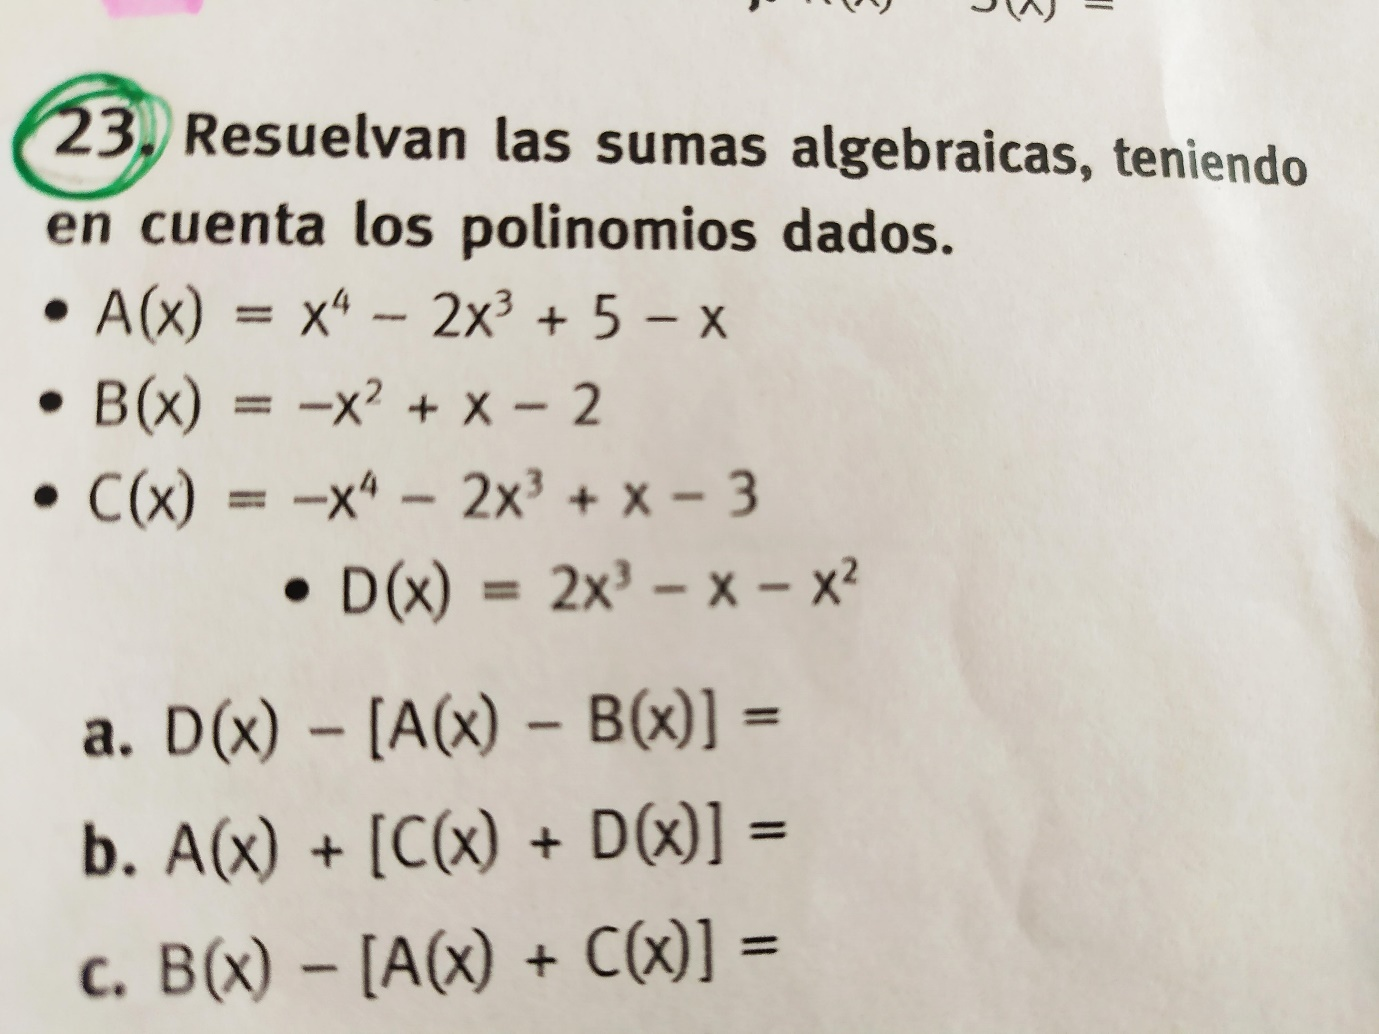 23. Resuelvan las sumas algebraicas, teniendo
en cuenta los polinomios dados.
• A(x) = x⁴ − 2x³ + 5 − x
• B(x) = −x² + x − 2
• C(x) = −x⁴ − 2x³ + x − 3
• D(x) = 2x³ − x − x²
a. D(x) − [A(x) − B(x)] =
b. A(x) + [C(x) + D(x)] =
c. B(x) − [A(x) + C(x)] =